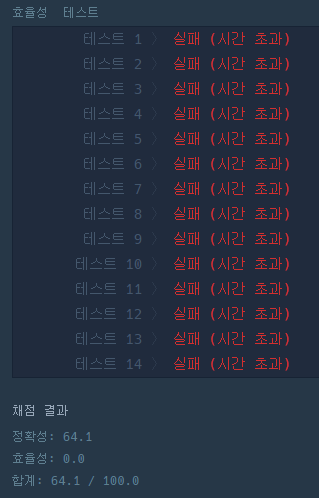 효율성 테스트
테스트 1 〉 실패 (시간 초과)
테스트 2 〉 실패 (시간 초과)
테스트 3 〉 실패 (시간 초과)
테스트 4 〉 실패 (시간 초과)
테스트 5 〉 실패 (시간 초과)
테스트 6 〉 실패 (시간 초과)
테스트 7 〉 실패 (시간 초과)
테스트 8 〉 실패 (시간 초과)
테스트 9 〉 실패 (시간 초과)
테스트 10 〉 실패 (시간 초과)
테스트 11 〉 실패 (시간 초과)
테스트 12 〉 실패 (시간 초과)
테스트 13 〉 실패 (시간 초과)
테스트 14 〉 실패 (시간 초과)
채점 결과
정확성: 64.1
효율성: 0.0
합계: 64.1 / 100.0